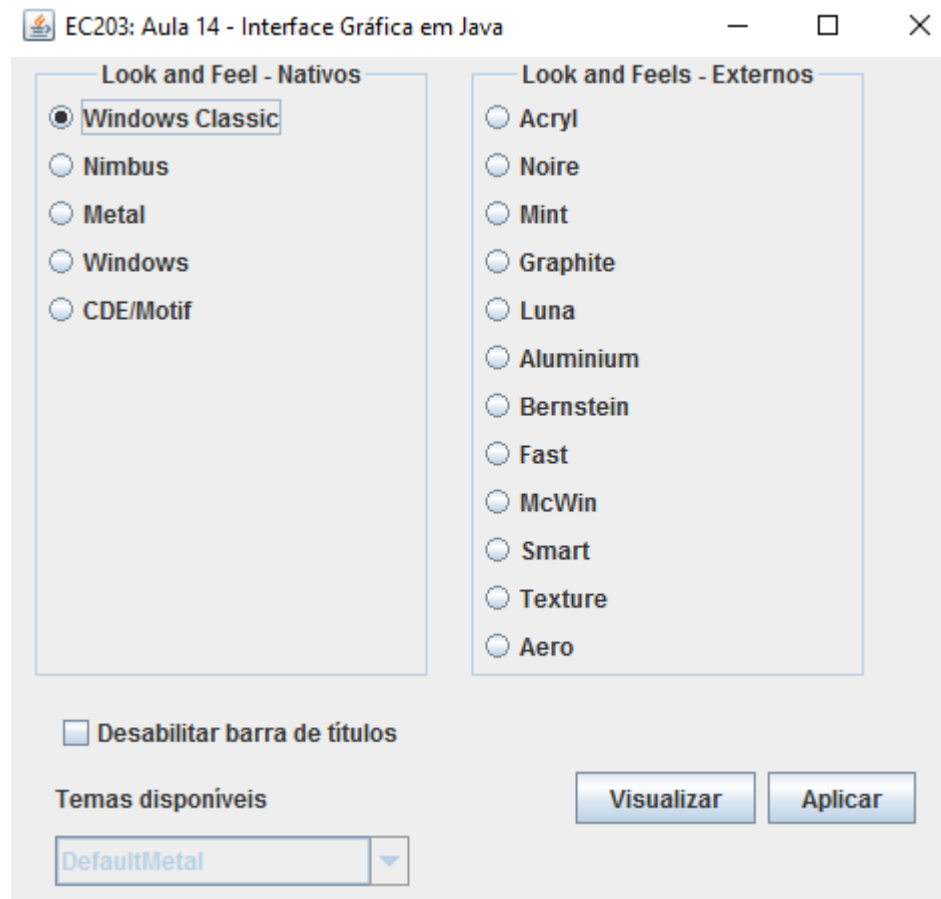 EC203: Aula 14 - Interface Gráfica em Java
Look and Feel - Nativos
Windows Classic
Nimbus
Metal
Windows
CDE/Motif
Look and Feels - Externos
Acryl
Noire
Mint
Graphite
Luna
Aluminium
Bernstein
Fast
McWin
Smart
Texture
Aero
Desabilitar barra de títulos
Temas disponíveis
DefaultMetal
Visualizar
Aplicar